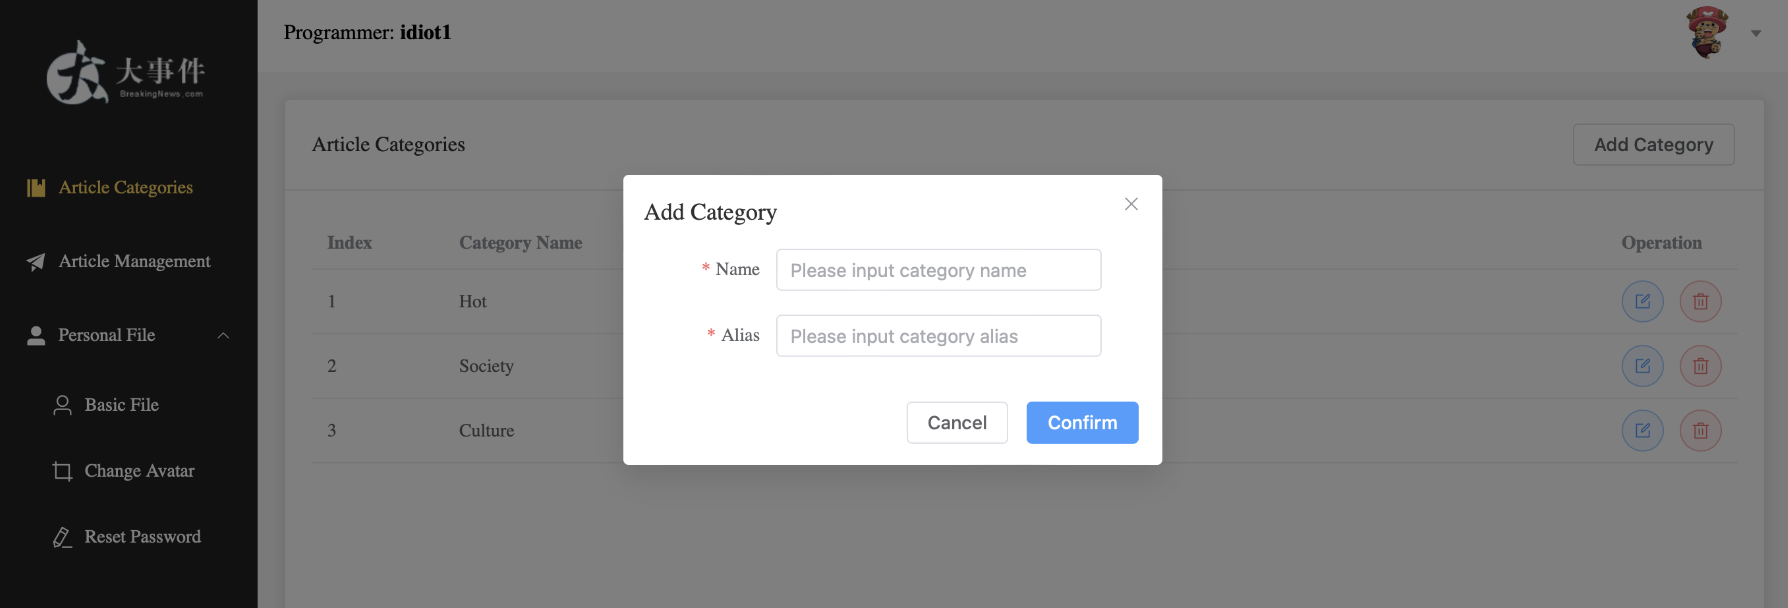 大事件
BreakingNews.com
Programmer: idiot1
Article Categories
Article Management
Personal File
Basic File
Change Avatar
Reset Password
Article Categories
Add Category
Index Category Name Operation
1 Hot
2 Society
3 Culture
Add Category
* Name Please input category name
* Alias Please input category alias
Cancel Confirm